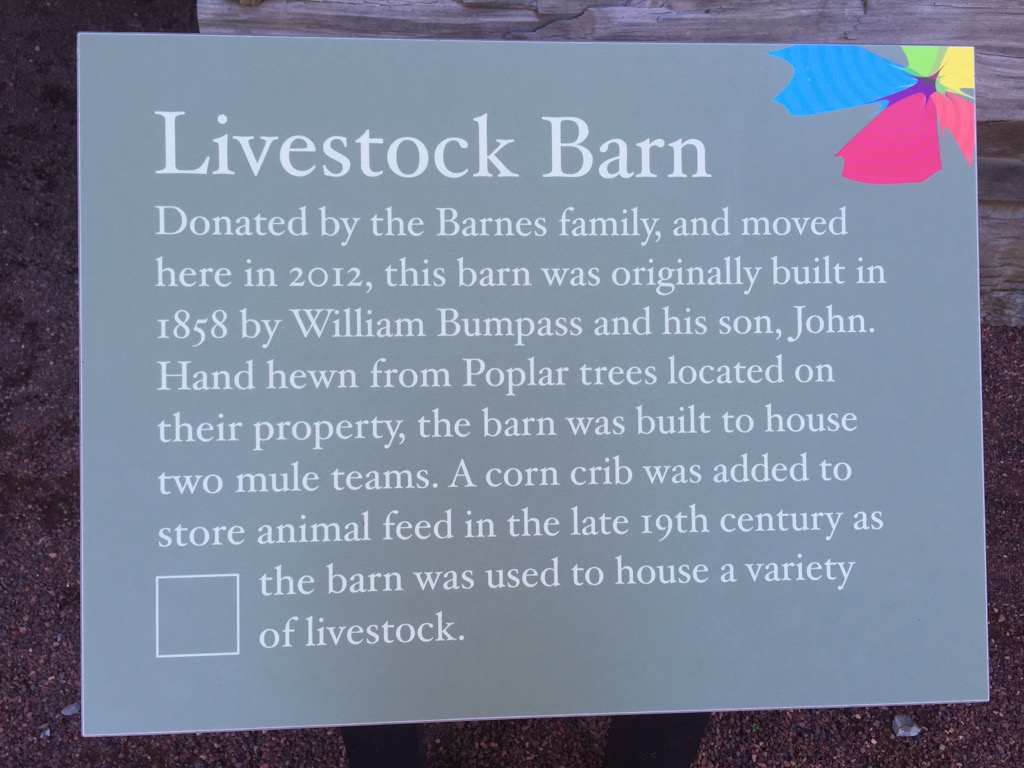 Livestock Barn
Donated by the Barnes family, and moved
here in 2012, this barn was originally built in
1858 by William Bumpass and his son, John.
Hand hewn from Poplar trees located on
their property, the barn was built to house
two mule teams. A corn crib was added to
store animal feed in the late 19th century as
the barn was used to house a variety
of livestock.